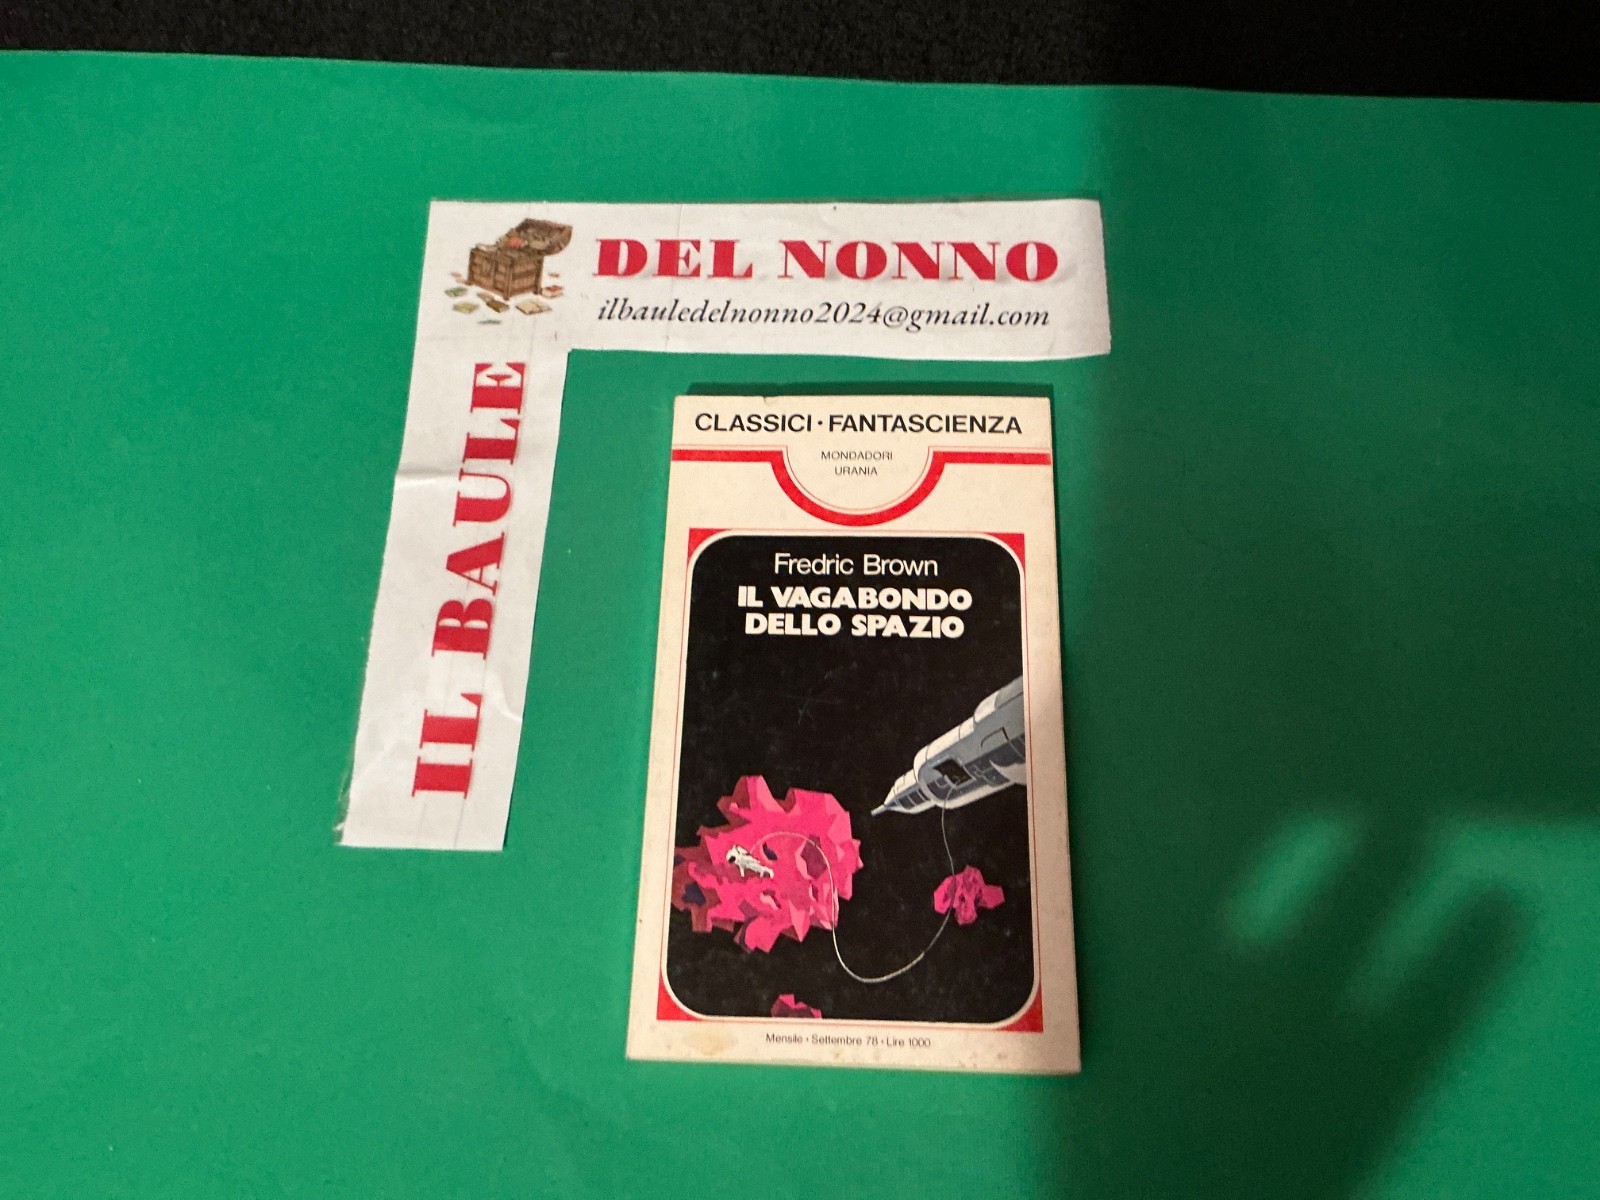 DEL NONNO
ilbauledelnonno2024@gmail.com
IL BAULE
CLASSICI • FANTASCIENZA
MONDADORI
URANIA
Fredric Brown
IL VAGABONDO
DELLO SPAZIO
Mensile • Settembre 78 • Lire 1000